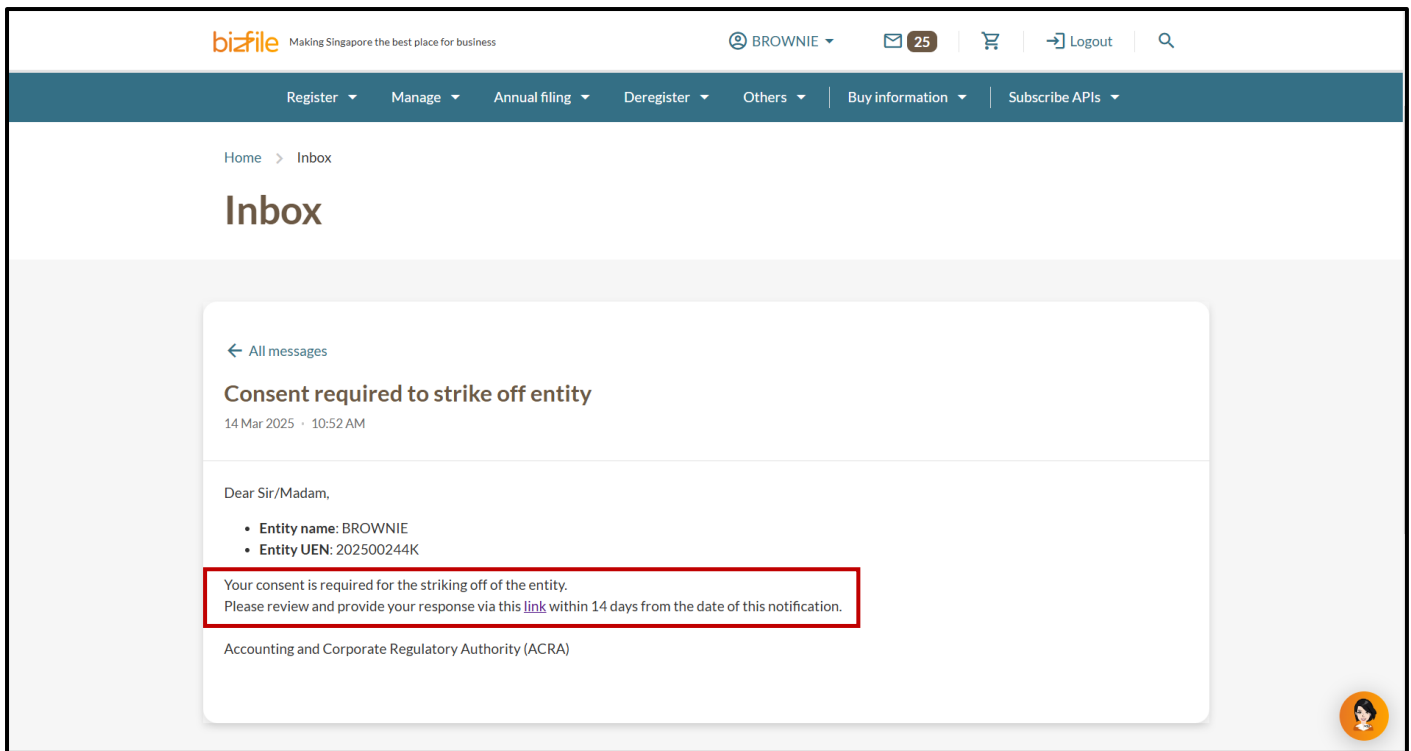 bizfile Making Singapore the best place for business BROWNIE 25 Logout
Register Manage Annual filing Deregister Others Buy information Subscribe APIs
Home > Inbox
Inbox
← All messages
Consent required to strike off entity
14 Mar 2025 • 10:52 AM
Dear Sir/Madam,
• Entity name: BROWNIE
• Entity UEN: 202500244K
Your consent is required for the striking off of the entity.
Please review and provide your response via this link within 14 days from the date of this notification.
Accounting and Corporate Regulatory Authority (ACRA)